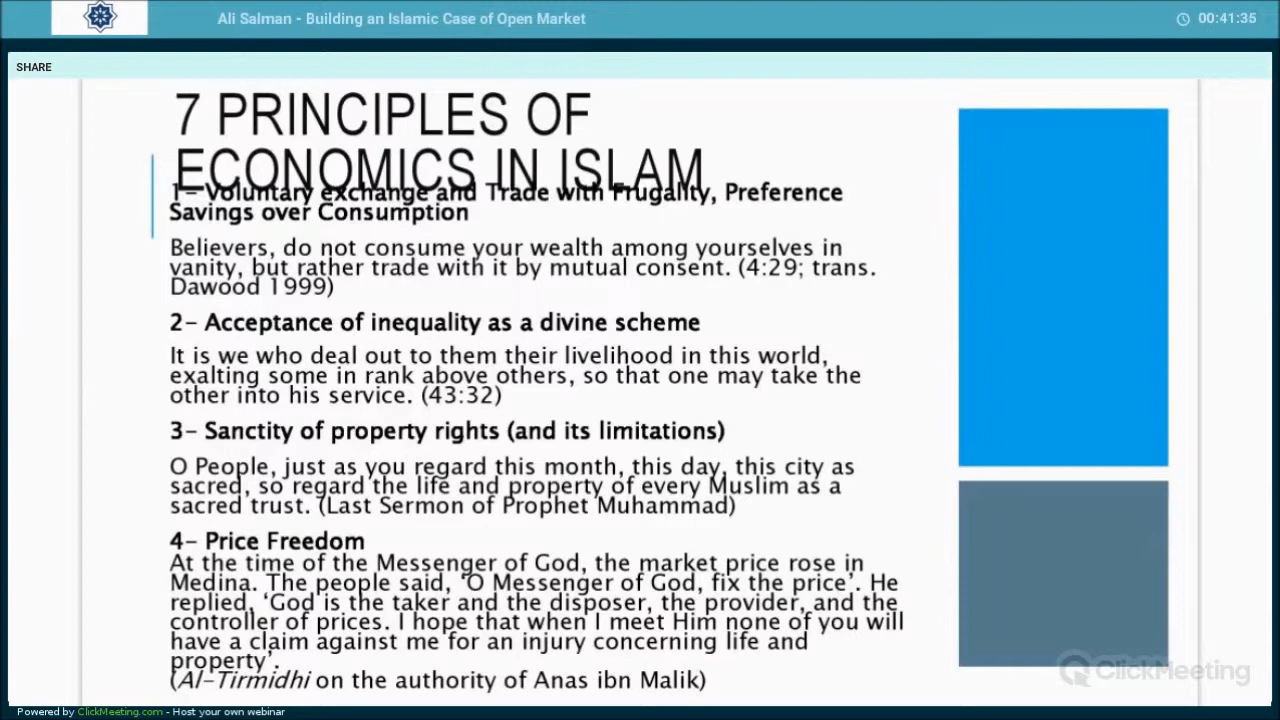 Ali Salman - Building an Islamic Case of Open Market
00:41:35
SHARE
7 PRINCIPLES OF
ECONOMICS IN ISLAM
1- Voluntary exchange and Trade with Frugality, Preference
Savings over Consumption
Believers, do not consume your wealth among yourselves in
vanity, but rather trade with it by mutual consent. (4:29; trans.
Dawood 1999)
2- Acceptance of inequality as a divine scheme
It is we who deal out to them their livelihood in this world,
exalting some in rank above others, so that one may take the
other into his service. (43:32)
3- Sanctity of property rights (and its limitations)
O People, just as you regard this month, this day, this city as
sacred, so regard the life and property of every Muslim as a
sacred trust. (Last Sermon of Prophet Muhammad)
4- Price Freedom
At the time of the Messenger of God, the market price rose in
Medina. The people said, ‘O Messenger of God, fix the price’. He
replied, ‘God is the taker and the disposer, the provider, and the
controller of prices. I hope that when I meet Him none of you will
have a claim against me for an injury concerning life and
property’.
(Al-Tirmidhi on the authority of Anas ibn Malik)
ClickMeeting
Powered by ClickMeeting.com - Host your own webinar